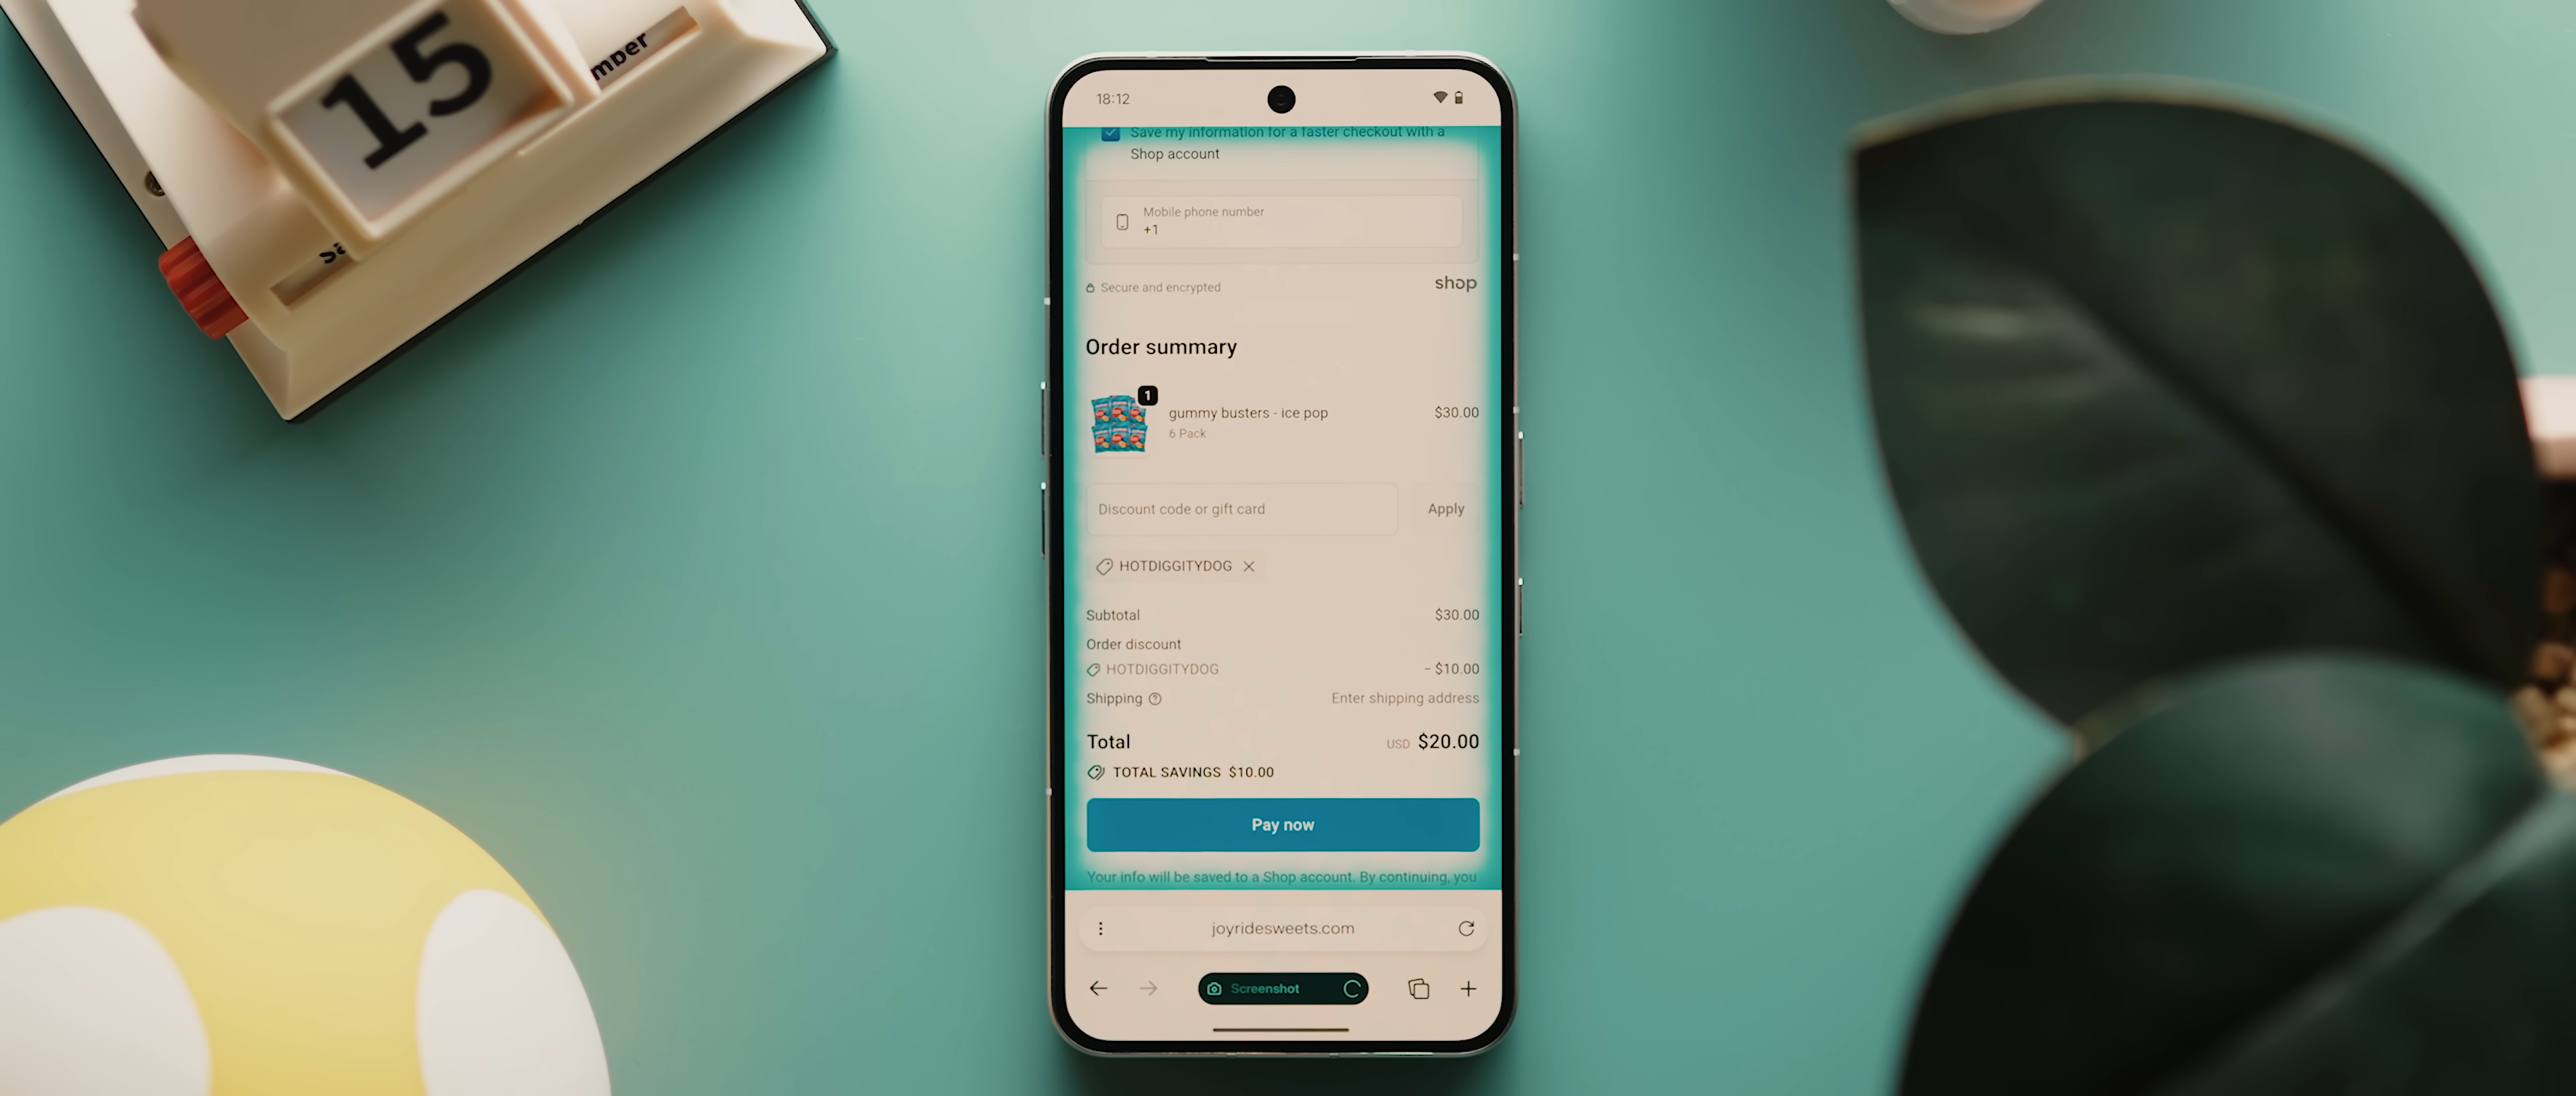 15
mber
Sa
18:12
Save my information for a faster checkout with a
Shop account
Mobile phone number
+1
Secure and encrypted
shop
Order summary
1
gummy busters - ice pop
$30.00
6 Pack
Discount code or gift card
Apply
HOTDIGGITYDOG
Subtotal
$30.00
Order discount
HOTDIGGITYDOG
− $10.00
Shipping
Enter shipping address
Total
USD $20.00
TOTAL SAVINGS $10.00
Pay now
Your info will be saved to a Shop account. By continuing, you
joyridesweets.com
Screenshot